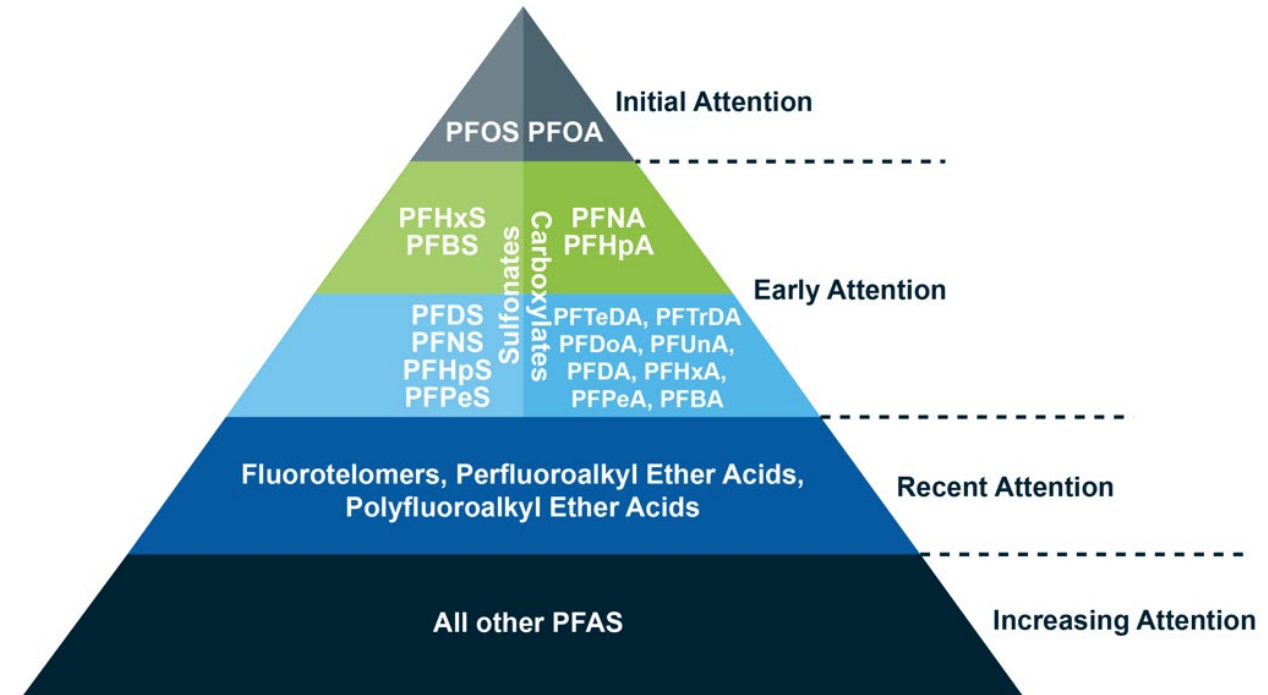 Initial Attention
PFOS PFOA
PFHxS
PFBS
Sulfonates
Carboxylates
PFNA
PFHpA
Early Attention
PFDS
PFNS
PFHpS
PFPeS
PFTeDA, PFTrDA
PFDoA, PFUnA,
PFDA, PFHxA,
PFPeA, PFBA
Fluorotelomers, Perfluoroalkyl Ether Acids,
Polyfluoroalkyl Ether Acids
Recent Attention
All other PFAS
Increasing Attention